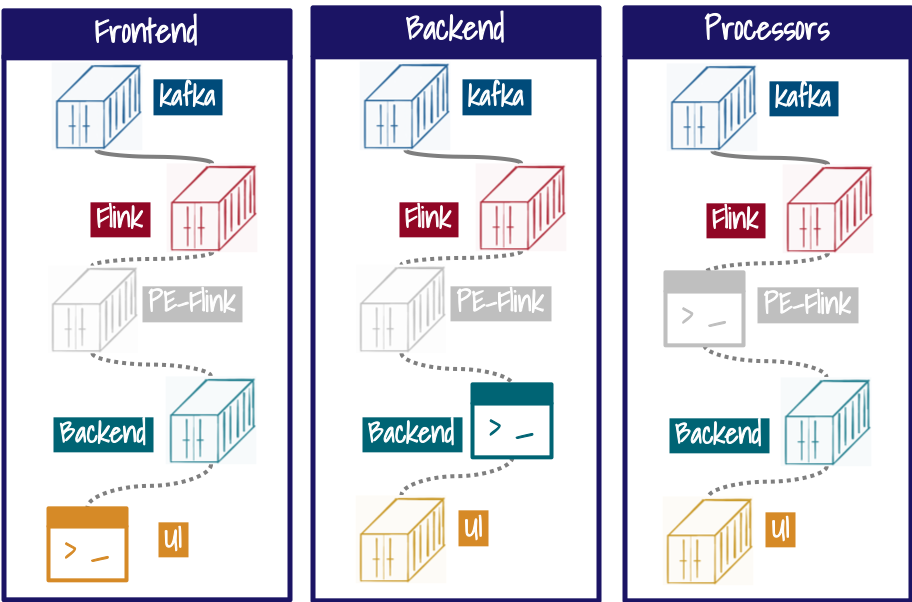 Frontend
kafka
Flink
PE-Flink
Backend
> _
UI
Backend
kafka
Flink
PE-Flink
Backend
> _
UI
Processors
kafka
Flink
> _
PE-Flink
Backend
UI